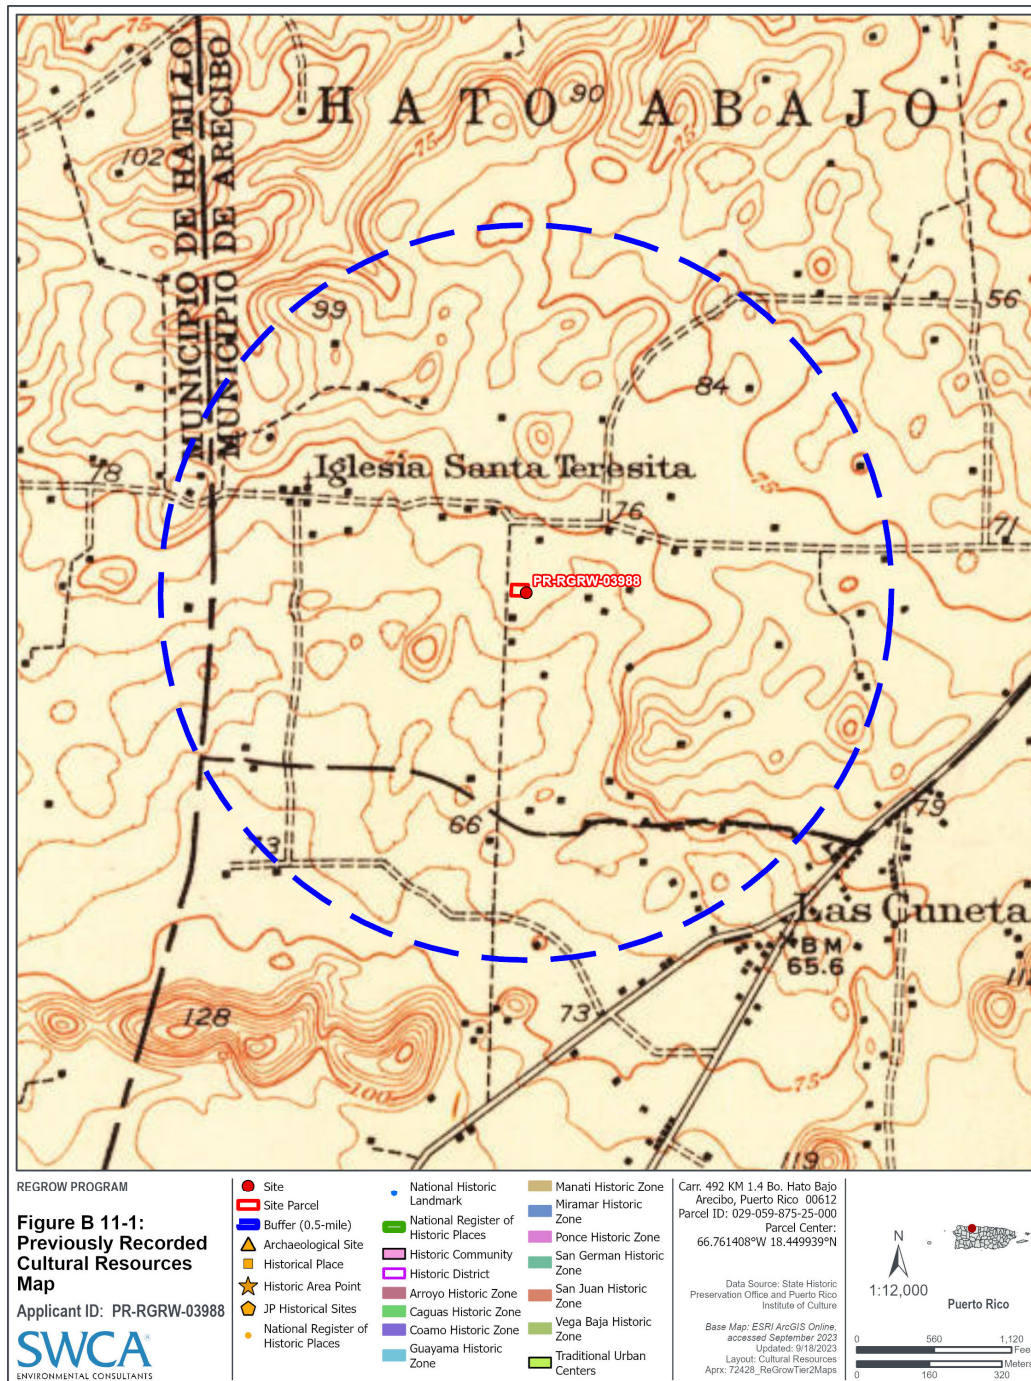 HATO ABAJO
90
75
50
102
MUNICIPIO DE HATILLO
MUNICIPIO DE ARECIBO
99
56
84
75
Iglesia Santa Teresita
78
75
76
71
PR-RGRW-03988
66
79
73
Las Cuneta
BM
65.6
73
128
100
75
119
REGROW PROGRAM
Figure B 11-1:
Previously Recorded
Cultural Resources
Map
Applicant ID: PR-RGRW-03988
SWCA
ENVIRONMENTAL CONSULTANTS
Site
Site Parcel
Buffer (0.5-mile)
Archaeological Site
Historical Place
Historic Area Point
JP Historical Sites
National Register of
Historic Places
National Historic
Landmark
National Register of
Historic Places
Historic Community
Historic District
Arroyo Historic Zone
Caguas Historic Zone
Coamo Historic Zone
Guayama Historic
Zone
Manati Historic Zone
Miramar Historic
Zone
Ponce Historic Zone
San German Historic
Zone
San Juan Historic
Zone
Vega Baja Historic
Zone
Traditional Urban
Centers
Carr. 492 KM 1.4 Bo. Hato Bajo
Arecibo, Puerto Rico 00612
Parcel ID: 029-059-875-25-000
Parcel Center:
66.761408°W 18.449939°N
Data Source: State Historic
Preservation Office and Puerto Rico
Institute of Culture
Base Map: ESRI ArcGIS Online,
accessed September 2023
Updated: 9/18/2023
Layout: Cultural Resources
Aprx: 72428_ReGrowTier2Maps
N
1:12,000
Puerto Rico
0 560 1,120
Feet
Meters
0 160 320